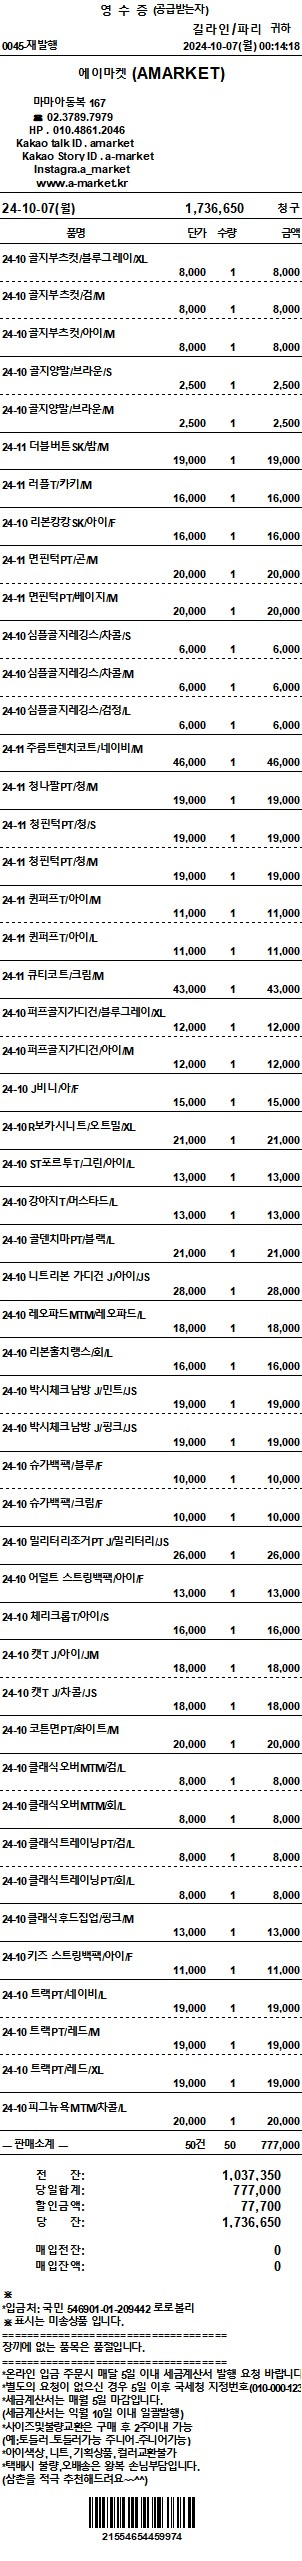 영 수 증 (공급받는자)
길라인/파리 귀하
0045-재발행 2024-10-07(월) 00:14:18
에이마켓 (AMARKET)
마마아동복 167
☎ 02.3789.7979
HP . 010.4861.2046
Kakao talk ID . amarket
Kakao Story ID . a-market
Instagra.a_market
www.a-market.kr
24-10-07(월) 1,736,650 청구
품명 단가 수량 금액
24-10 골지부츠컷/블루그레이/XL
8,000 1 8,000
24-10 골지부츠컷/검/M
8,000 1 8,000
24-10 골지부츠컷/아이/M
8,000 1 8,000
24-10 골지양말/브라운/S
2,500 1 2,500
24-10 골지양말/브라운/M
2,500 1 2,500
24-11 더블버튼SK/밤/M
19,000 1 19,000
24-11 러플T/카키/M
16,000 1 16,000
24-10 리본캉캉SK/아이/F
16,000 1 16,000
24-11 면핀턱PT/곤/M
20,000 1 20,000
24-11 면핀턱PT/베이지/M
20,000 1 20,000
24-10 심플골지레깅스/차콜/S
6,000 1 6,000
24-10 심플골지레깅스/차콜/M
6,000 1 6,000
24-10 심플골지레깅스/검정/L
6,000 1 6,000
24-11 주름트렌치코트/네이비/M
46,000 1 46,000
24-11 청나팔PT/청/M
19,000 1 19,000
24-11 청핀턱PT/청/S
19,000 1 19,000
24-11 청핀턱PT/청/M
19,000 1 19,000
24-11 퀸퍼프T/아이/M
11,000 1 11,000
24-11 퀸퍼프T/아이/L
11,000 1 11,000
24-11 큐티코트/크림/M
43,000 1 43,000
24-10 퍼프골지가디건/블루그레이/XL
12,000 1 12,000
24-10 퍼프골지가디건/아이/M
12,000 1 12,000
24-10 J비니/아/F
15,000 1 15,000
24-10 R보카시니트/오트밀/XL
21,000 1 21,000
24-10 ST포르투T/그린/아이/L
13,000 1 13,000
24-10 강아지T/머스타드/L
13,000 1 13,000
24-10 골덴치마PT/블랙/L
21,000 1 21,000
24-10 니트리본 가디건 J/아이/JS
28,000 1 28,000
24-10 레오파드MTM/레오파드/L
18,000 1 18,000
24-10 리본홀치랭스/회/L
16,000 1 16,000
24-10 박시체크남방 J/민트/JS
19,000 1 19,000
24-10 박시체크남방 J/핑크/JS
19,000 1 19,000
24-10 슈가백팩/블루/F
10,000 1 10,000
24-10 슈가백팩/크림/F
10,000 1 10,000
24-10 밀리터리조거PT J/밀리터리/JS
26,000 1 26,000
24-10 어덜트 스트링백팩/아이/F
13,000 1 13,000
24-10 체리크롭T/아이/S
16,000 1 16,000
24-10 캣T J/아이/JM
18,000 1 18,000
24-10 캣T J/차콜/JS
18,000 1 18,000
24-10 코튼면PT/화이트/M
20,000 1 20,000
24-10 클래식오버MTM/검/L
8,000 1 8,000
24-10 클래식오버MTM/회/L
8,000 1 8,000
24-10 클래식트레이닝PT/검/L
8,000 1 8,000
24-10 클래식트레이닝PT/회/L
8,000 1 8,000
24-10 클래식후드집업/핑크/M
13,000 1 13,000
24-10 키즈 스트링백팩/아이/F
11,000 1 11,000
24-10 트랙PT/네이비/L
19,000 1 19,000
24-10 트랙PT/레드/M
19,000 1 19,000
24-10 트랙PT/레드/XL
19,000 1 19,000
24-10 피그뉴욕MTM/차콜/L
20,000 1 20,000
— 판매소계 — 50건 50 777,000
전 잔: 1,037,350
당일합계: 777,000
할인금액: 77,700
당 잔: 1,736,650
매입전잔: 0
매입잔액: 0
※
*입금처: 국민 546901-01-209442 로로볼리
※ 표시는 미송상품 입니다.
====================================
장끼에 없는 품목은 품절입니다.
====================================
*온라인 입금 주문시 매달 5일 이내 세금계산서 발행 요청 바랍니다
*별도의 요청이 없으신 경우 5일 이후 국세청 지정번호(010-000-123
*세금계산서는 매월 5일 마감입니다.
(세금계산서는 익월 10일 이내 일괄발행)
*사이즈및불량교환은 구매 후 2주이내 가능
(예:토들러.토들러가능 주니어.주니어가능)
*아이색상, 니트, 기획상품, 컬러교환불가
*택배시 불량,오배송은 왕복 손님부담입니다.
(삼촌을 적극 추천해드려요~^^)
21554654459974